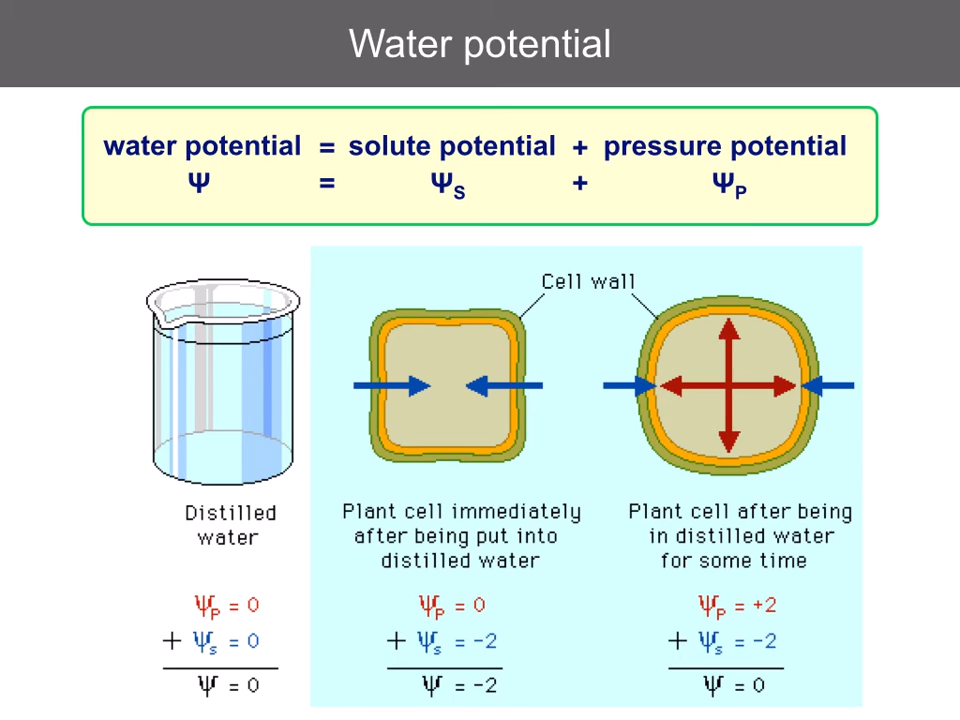 Water potential
water potential = solute potential + pressure potential
Ψ = ΨS + ΨP
Cell wall
Distilled
water
Plant cell immediately
after being put into
distilled water
Plant cell after being
in distilled water
for some time
ΨP = 0
+ Ψs = 0
Ψ = 0
ΨP = 0
+ Ψs = -2
Ψ = -2
ΨP = +2
+ Ψs = -2
Ψ = 0